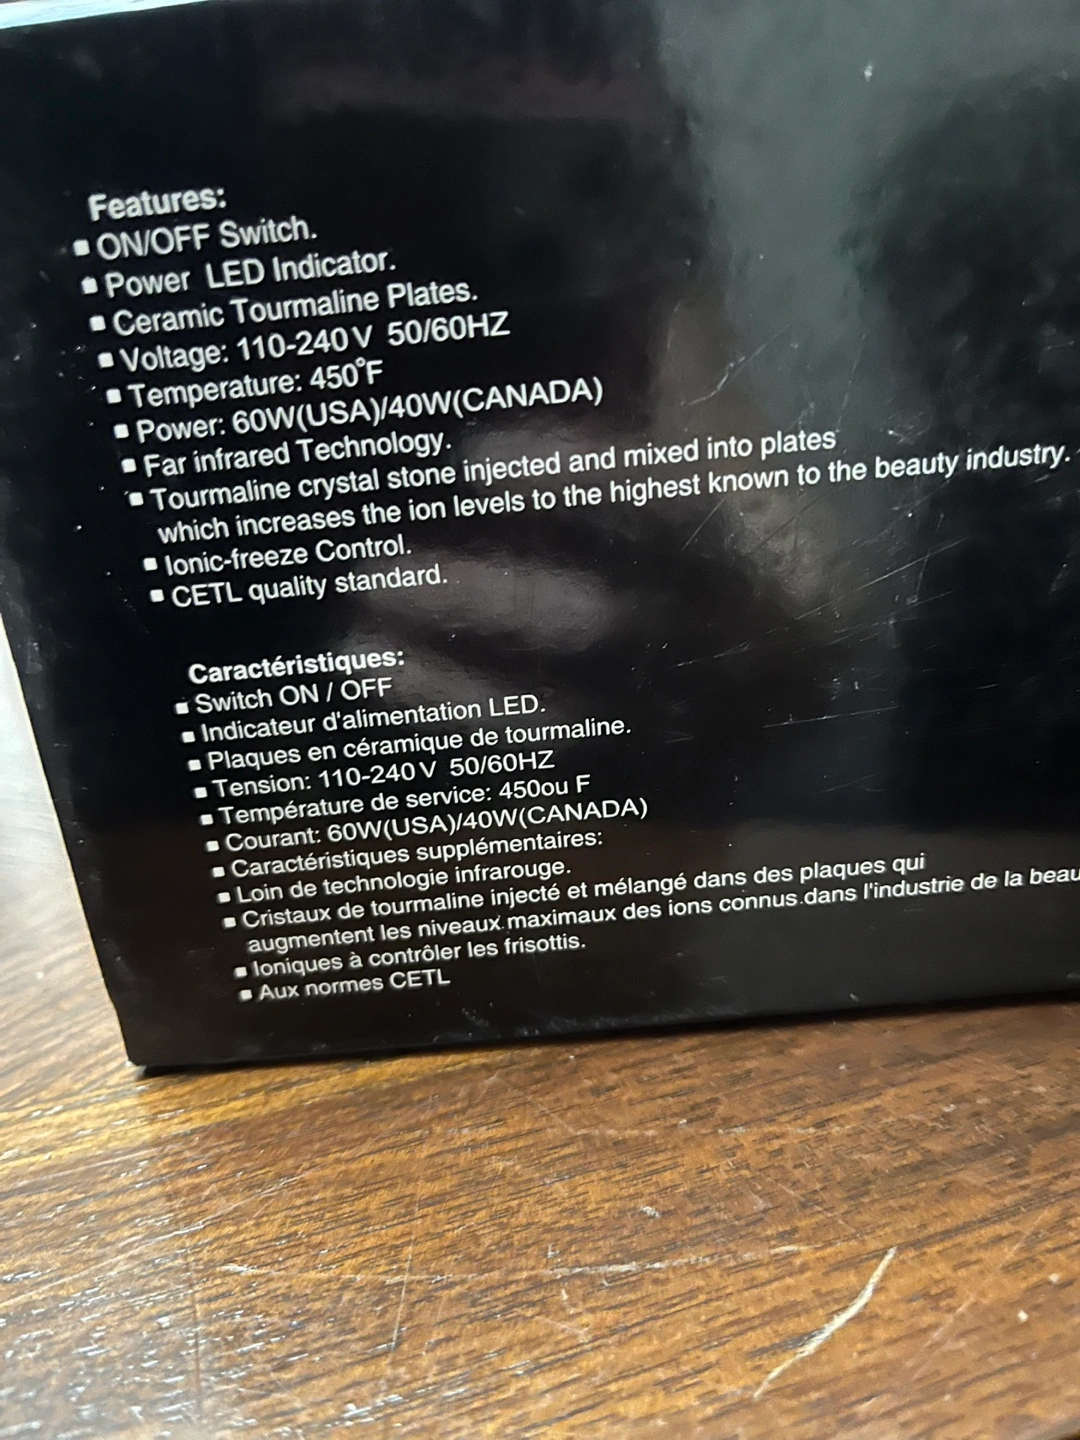 Features:
▪ ON/OFF Switch.
▪ Power LED Indicator.
▪ Ceramic Tourmaline Plates.
▪ Voltage: 110-240V 50/60HZ
▪ Temperature: 450°F
▪ Power: 60W(USA)/40W(CANADA)
▪ Far infrared Technology.
▪ Tourmaline crystal stone injected and mixed into plates
which increases the ion levels to the highest known to the beauty industry.
▪ Ionic-freeze Control.
▪ CETL quality standard.
Caractéristiques:
▪ Switch ON / OFF
▪ Indicateur d'alimentation LED.
▪ Plaques en céramique de tourmaline.
▪ Tension: 110-240V 50/60HZ
▪ Température de service: 450ou F
▪ Courant: 60W(USA)/40W(CANADA)
▪ Caractéristiques supplémentaires:
▪ Loin de technologie infrarouge.
▪ Cristaux de tourmaline injecté et mélangé dans des plaques qui
augmentent les niveaux maximaux des ions connus dans l'industrie de la beau
▪ Ioniques à contrôler les frisottis.
▪ Aux normes CETL